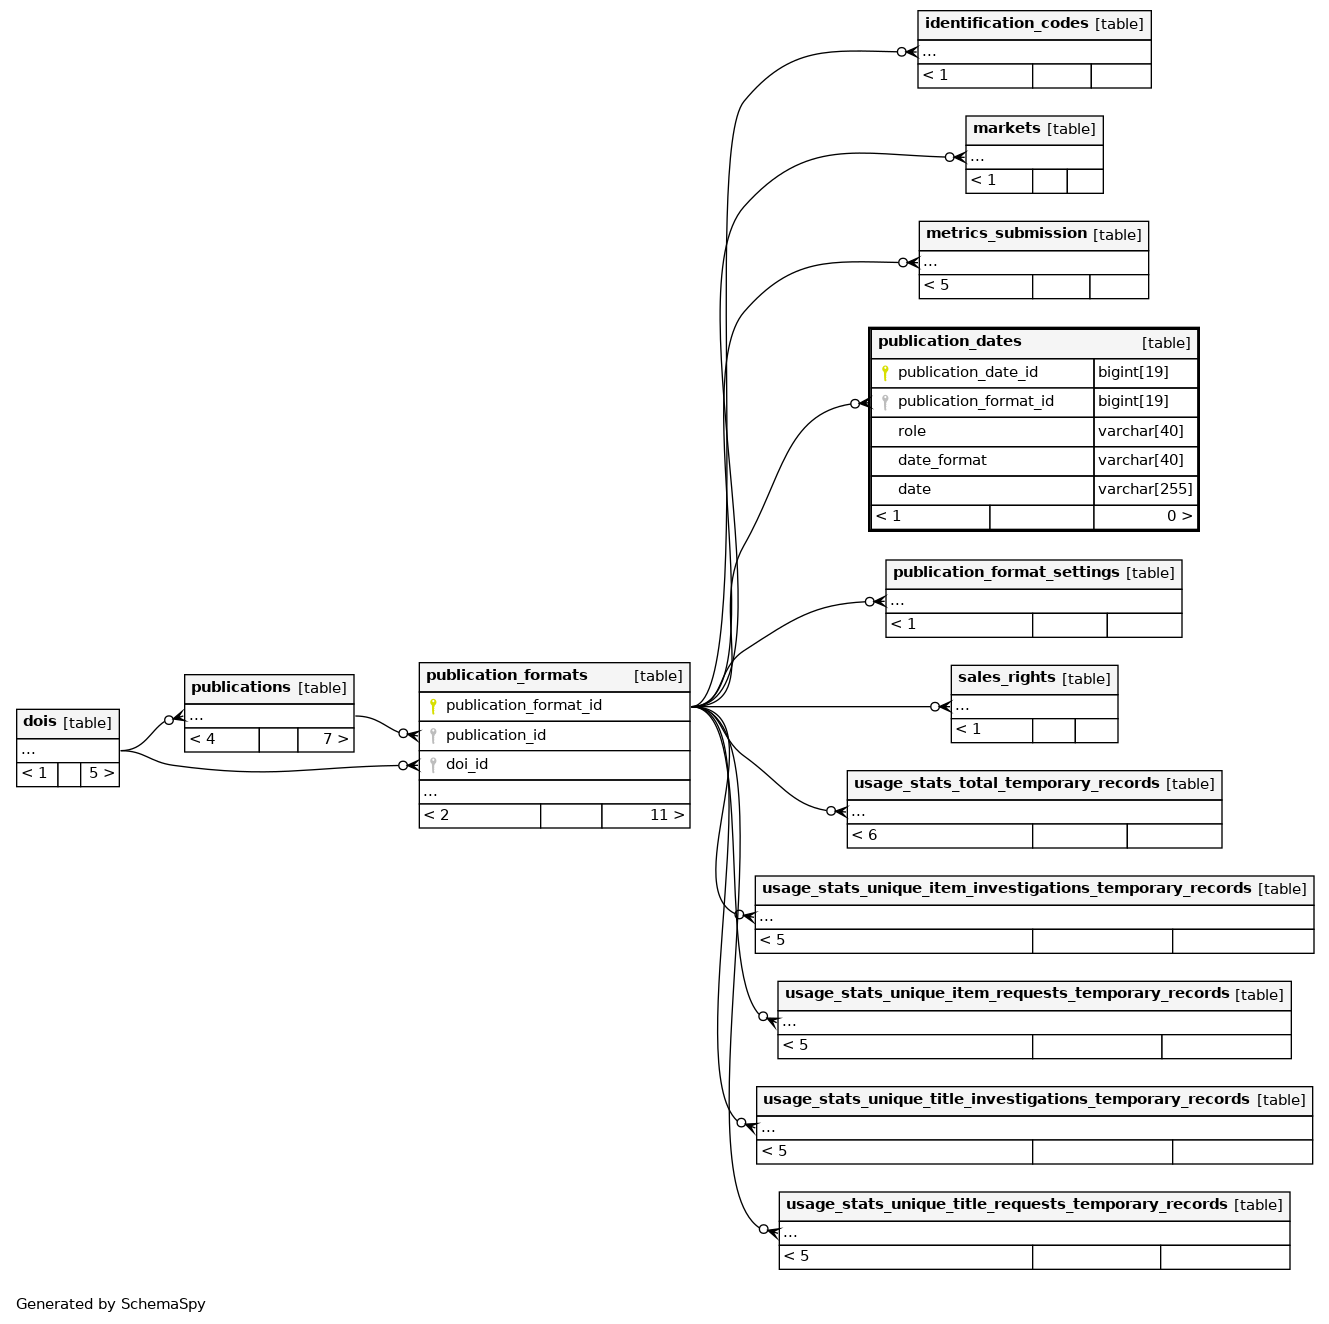 identification_codes [table]
...
< 1
markets [table]
...
< 1
metrics_submission [table]
...
< 5
publication_dates [table]
publication_date_id bigint[19]
publication_format_id bigint[19]
role varchar[40]
date_format varchar[40]
date varchar[255]
< 1 0 >
publication_format_settings [table]
...
< 1
dois [table]
...
< 1 5 >
publications [table]
...
< 4 7 >
publication_formats [table]
publication_format_id
publication_id
doi_id
...
< 2 11 >
sales_rights [table]
...
< 1
usage_stats_total_temporary_records [table]
...
< 6
usage_stats_unique_item_investigations_temporary_records [table]
...
< 5
usage_stats_unique_item_requests_temporary_records [table]
...
< 5
usage_stats_unique_title_investigations_temporary_records [table]
...
< 5
usage_stats_unique_title_requests_temporary_records [table]
...
< 5
Generated by SchemaSpy